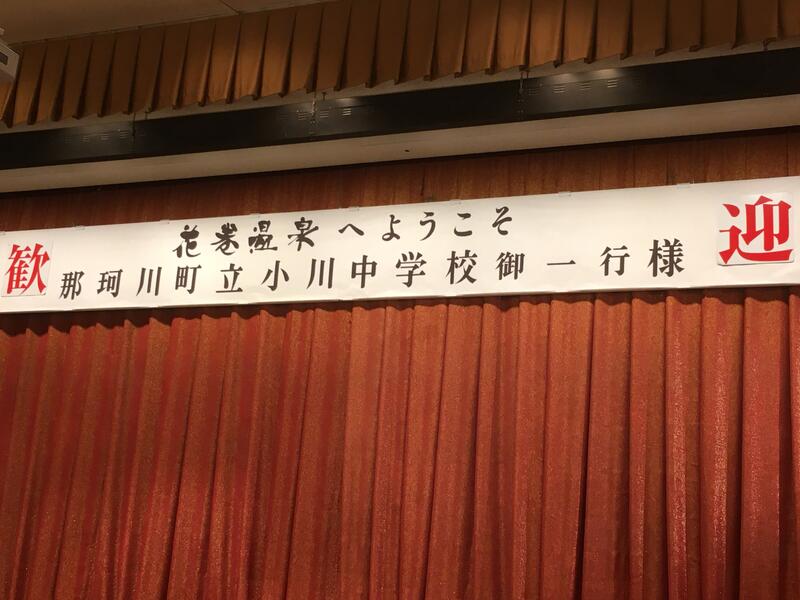 歓迎
花巻温泉へようこそ
那珂川町立小川中学校御一行様